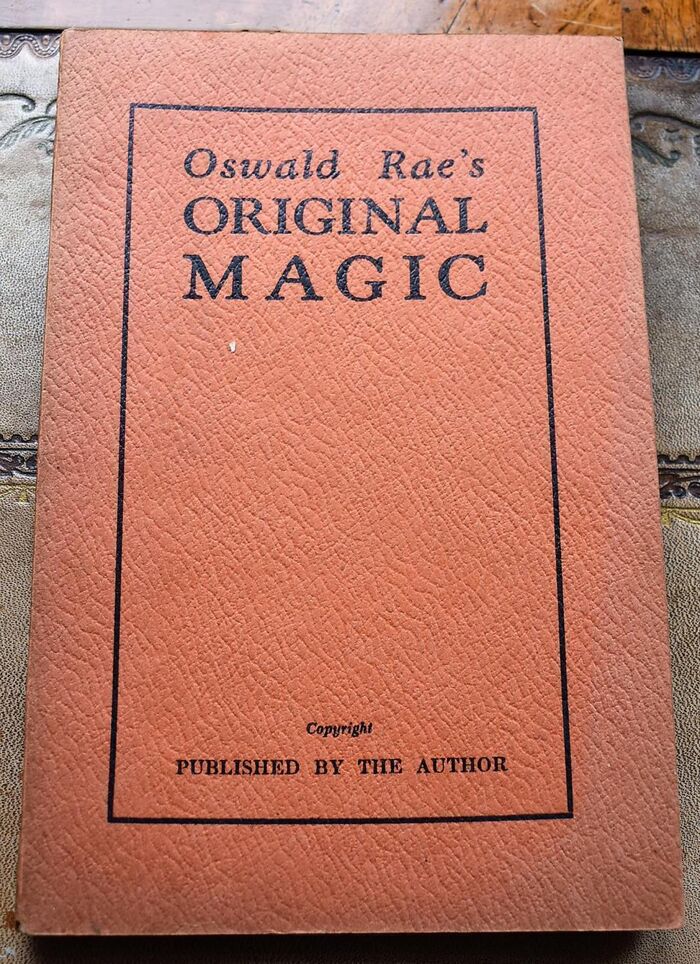 Oswald Rae's
ORIGINAL
MAGIC
Copyright
PUBLISHED BY THE AUTHOR